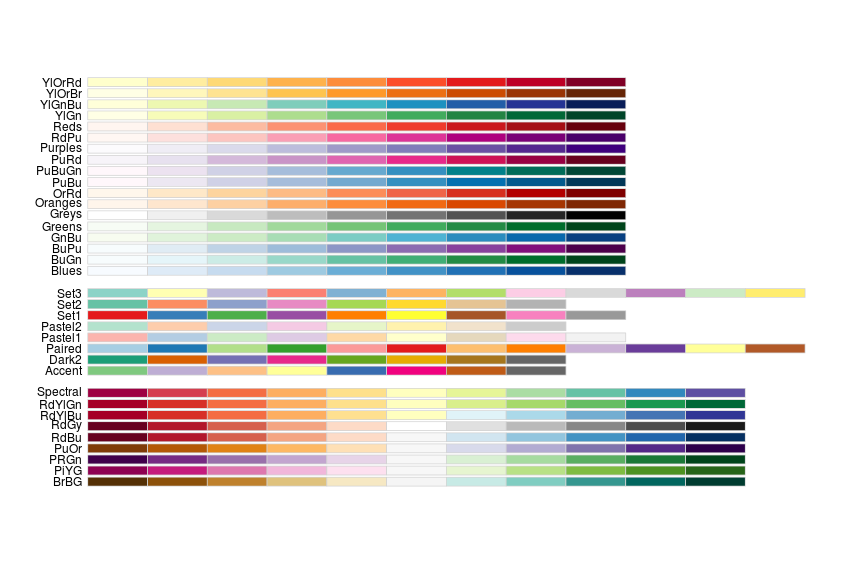 YlOrRd
YlOrBr
YlGnBu
YlGn
Reds
RdPu
Purples
PuRd
PuBuGn
PuBu
OrRd
Oranges
Greys
Greens
GnBu
BuPu
BuGn
Blues
Set3
Set2
Set1
Pastel2
Pastel1
Paired
Dark2
Accent
Spectral
RdYlGn
RdYlBu
RdGy
RdBu
PuOr
PRGn
PiYG
BrBG